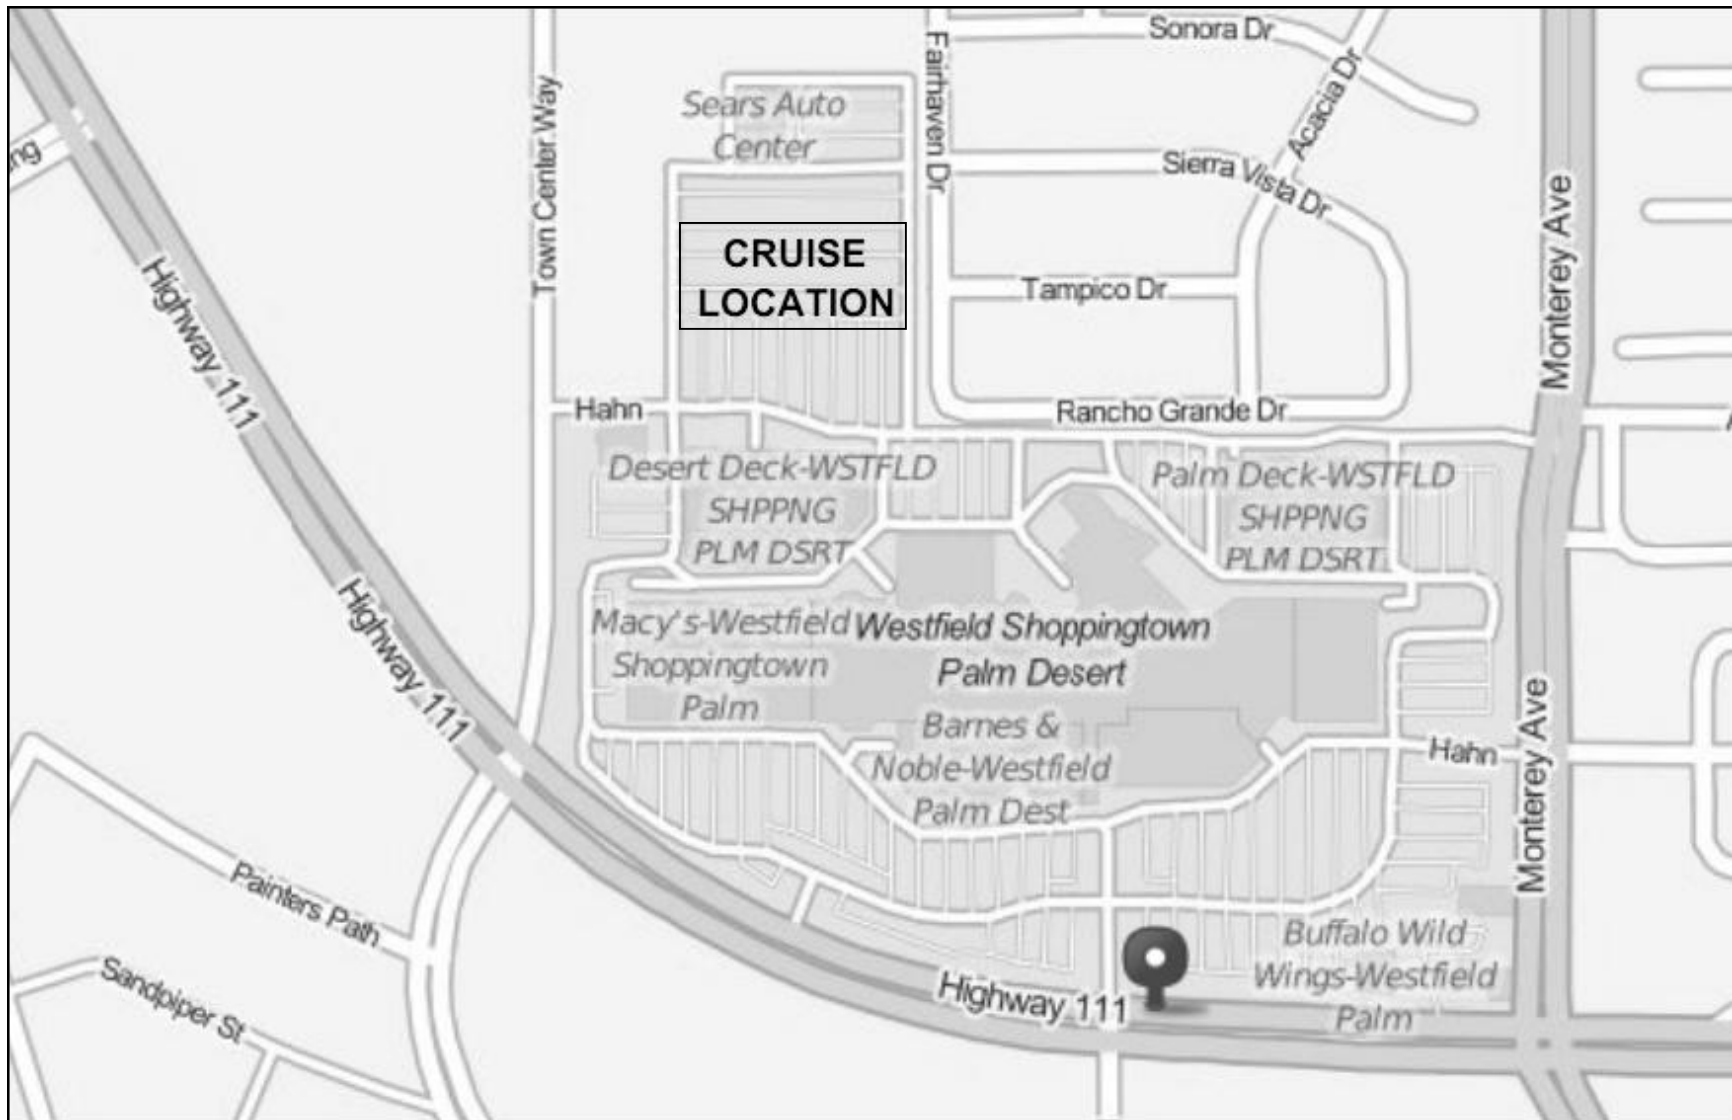 Sonora Dr
Fairhaven Dr
Acacia Dr
Town Center Way
Sears Auto
Center
Sierra Vista Dr
Monterey Ave
CRUISE
LOCATION
Highway 111
Tampico Dr
Hahn
Rancho Grande Dr
Desert Deck-WSTFLD
SHPPNG
PLM DSRT
Palm Deck-WSTFLD
SHPPNG
PLM DSRT
Highway 111
Macy's-Westfield
Shoppingtown
Palm
Westfield Shoppingtown
Palm Desert
Barnes &
Noble-Westfield
Palm Dest
Hahn
Monterey Ave
Painters Path
Sandpiper St
Highway 111
Buffalo Wild
Wings-Westfield
Palm